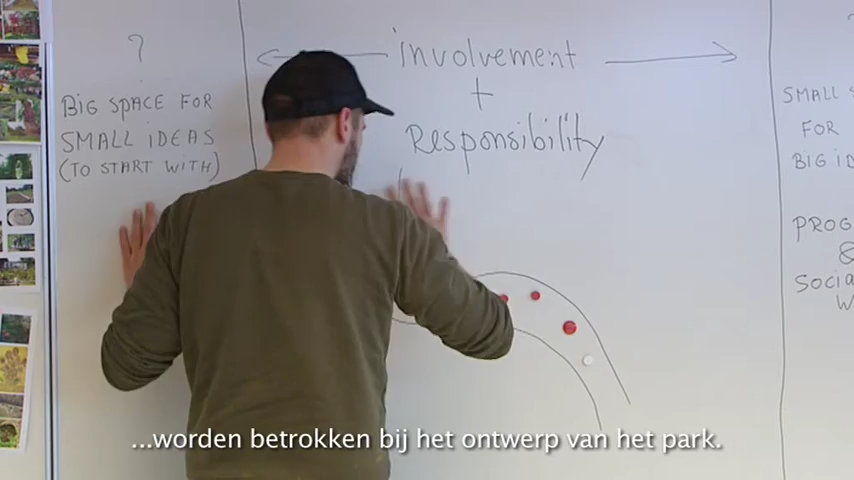 ?
BIG SPACE FOR
SMALL IDEAS
(TO START WITH)
involvement
+
Responsibility
SMALL
FOR
BIG
&
...worden betrokken bij het ontwerp van het park.